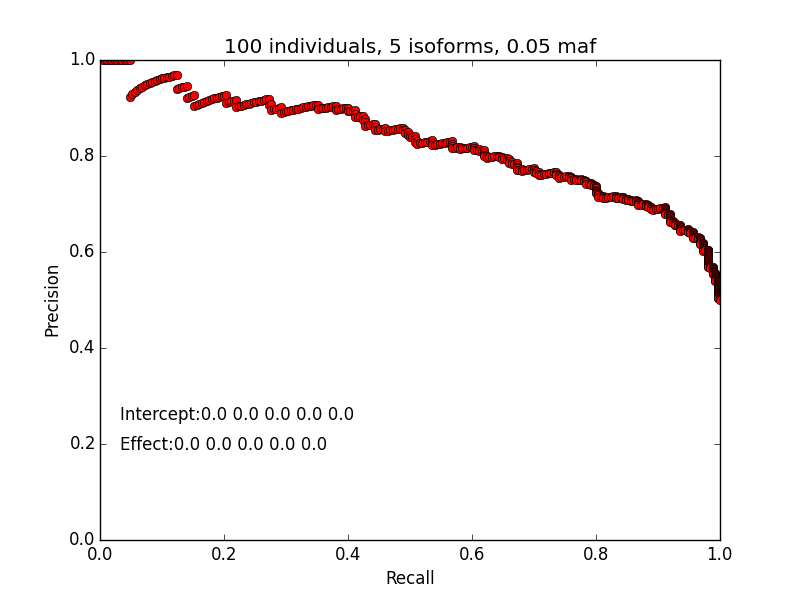 100 individuals, 5 isoforms, 0.05 maf
1.0
0.8
0.6
0.4
0.2
0.0
Precision
Intercept:0.0 0.0 0.0 0.0 0.0
Effect:0.0 0.0 0.0 0.0 0.0
0.0 0.2 0.4 0.6 0.8 1.0
Recall